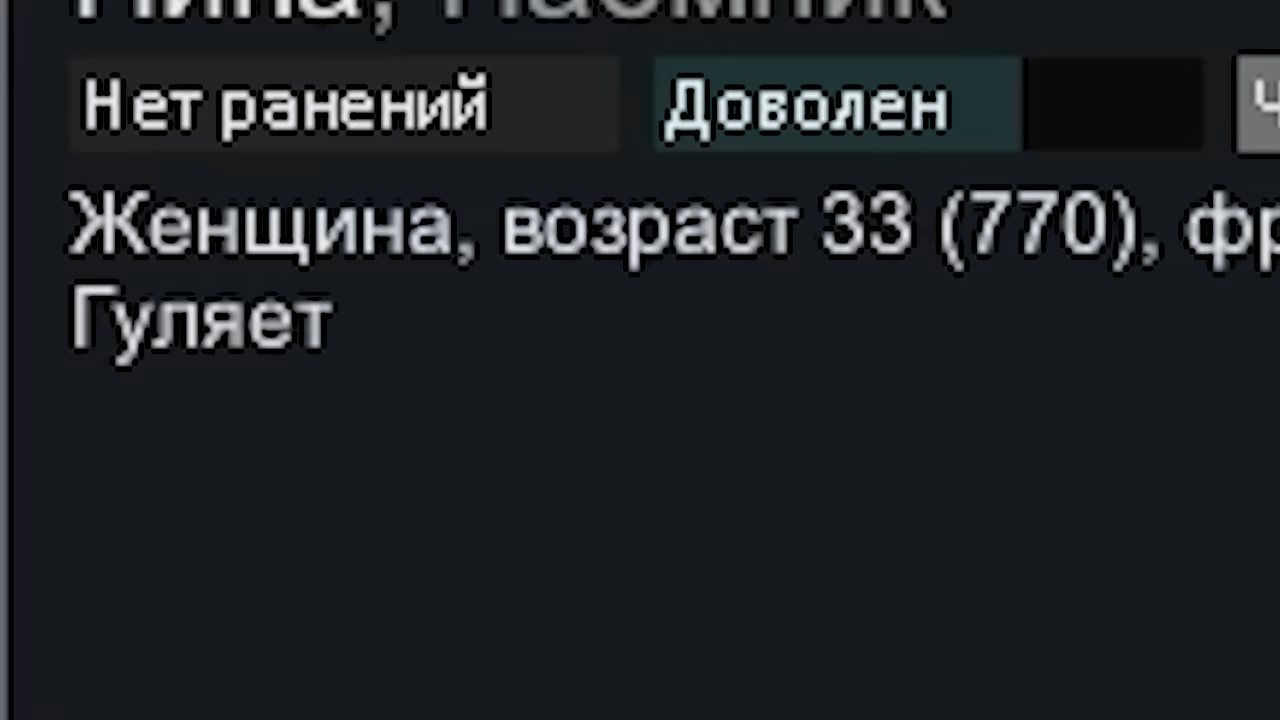 Нет ранений Доволен
Женщина, возраст 33 (770),
Гуляет